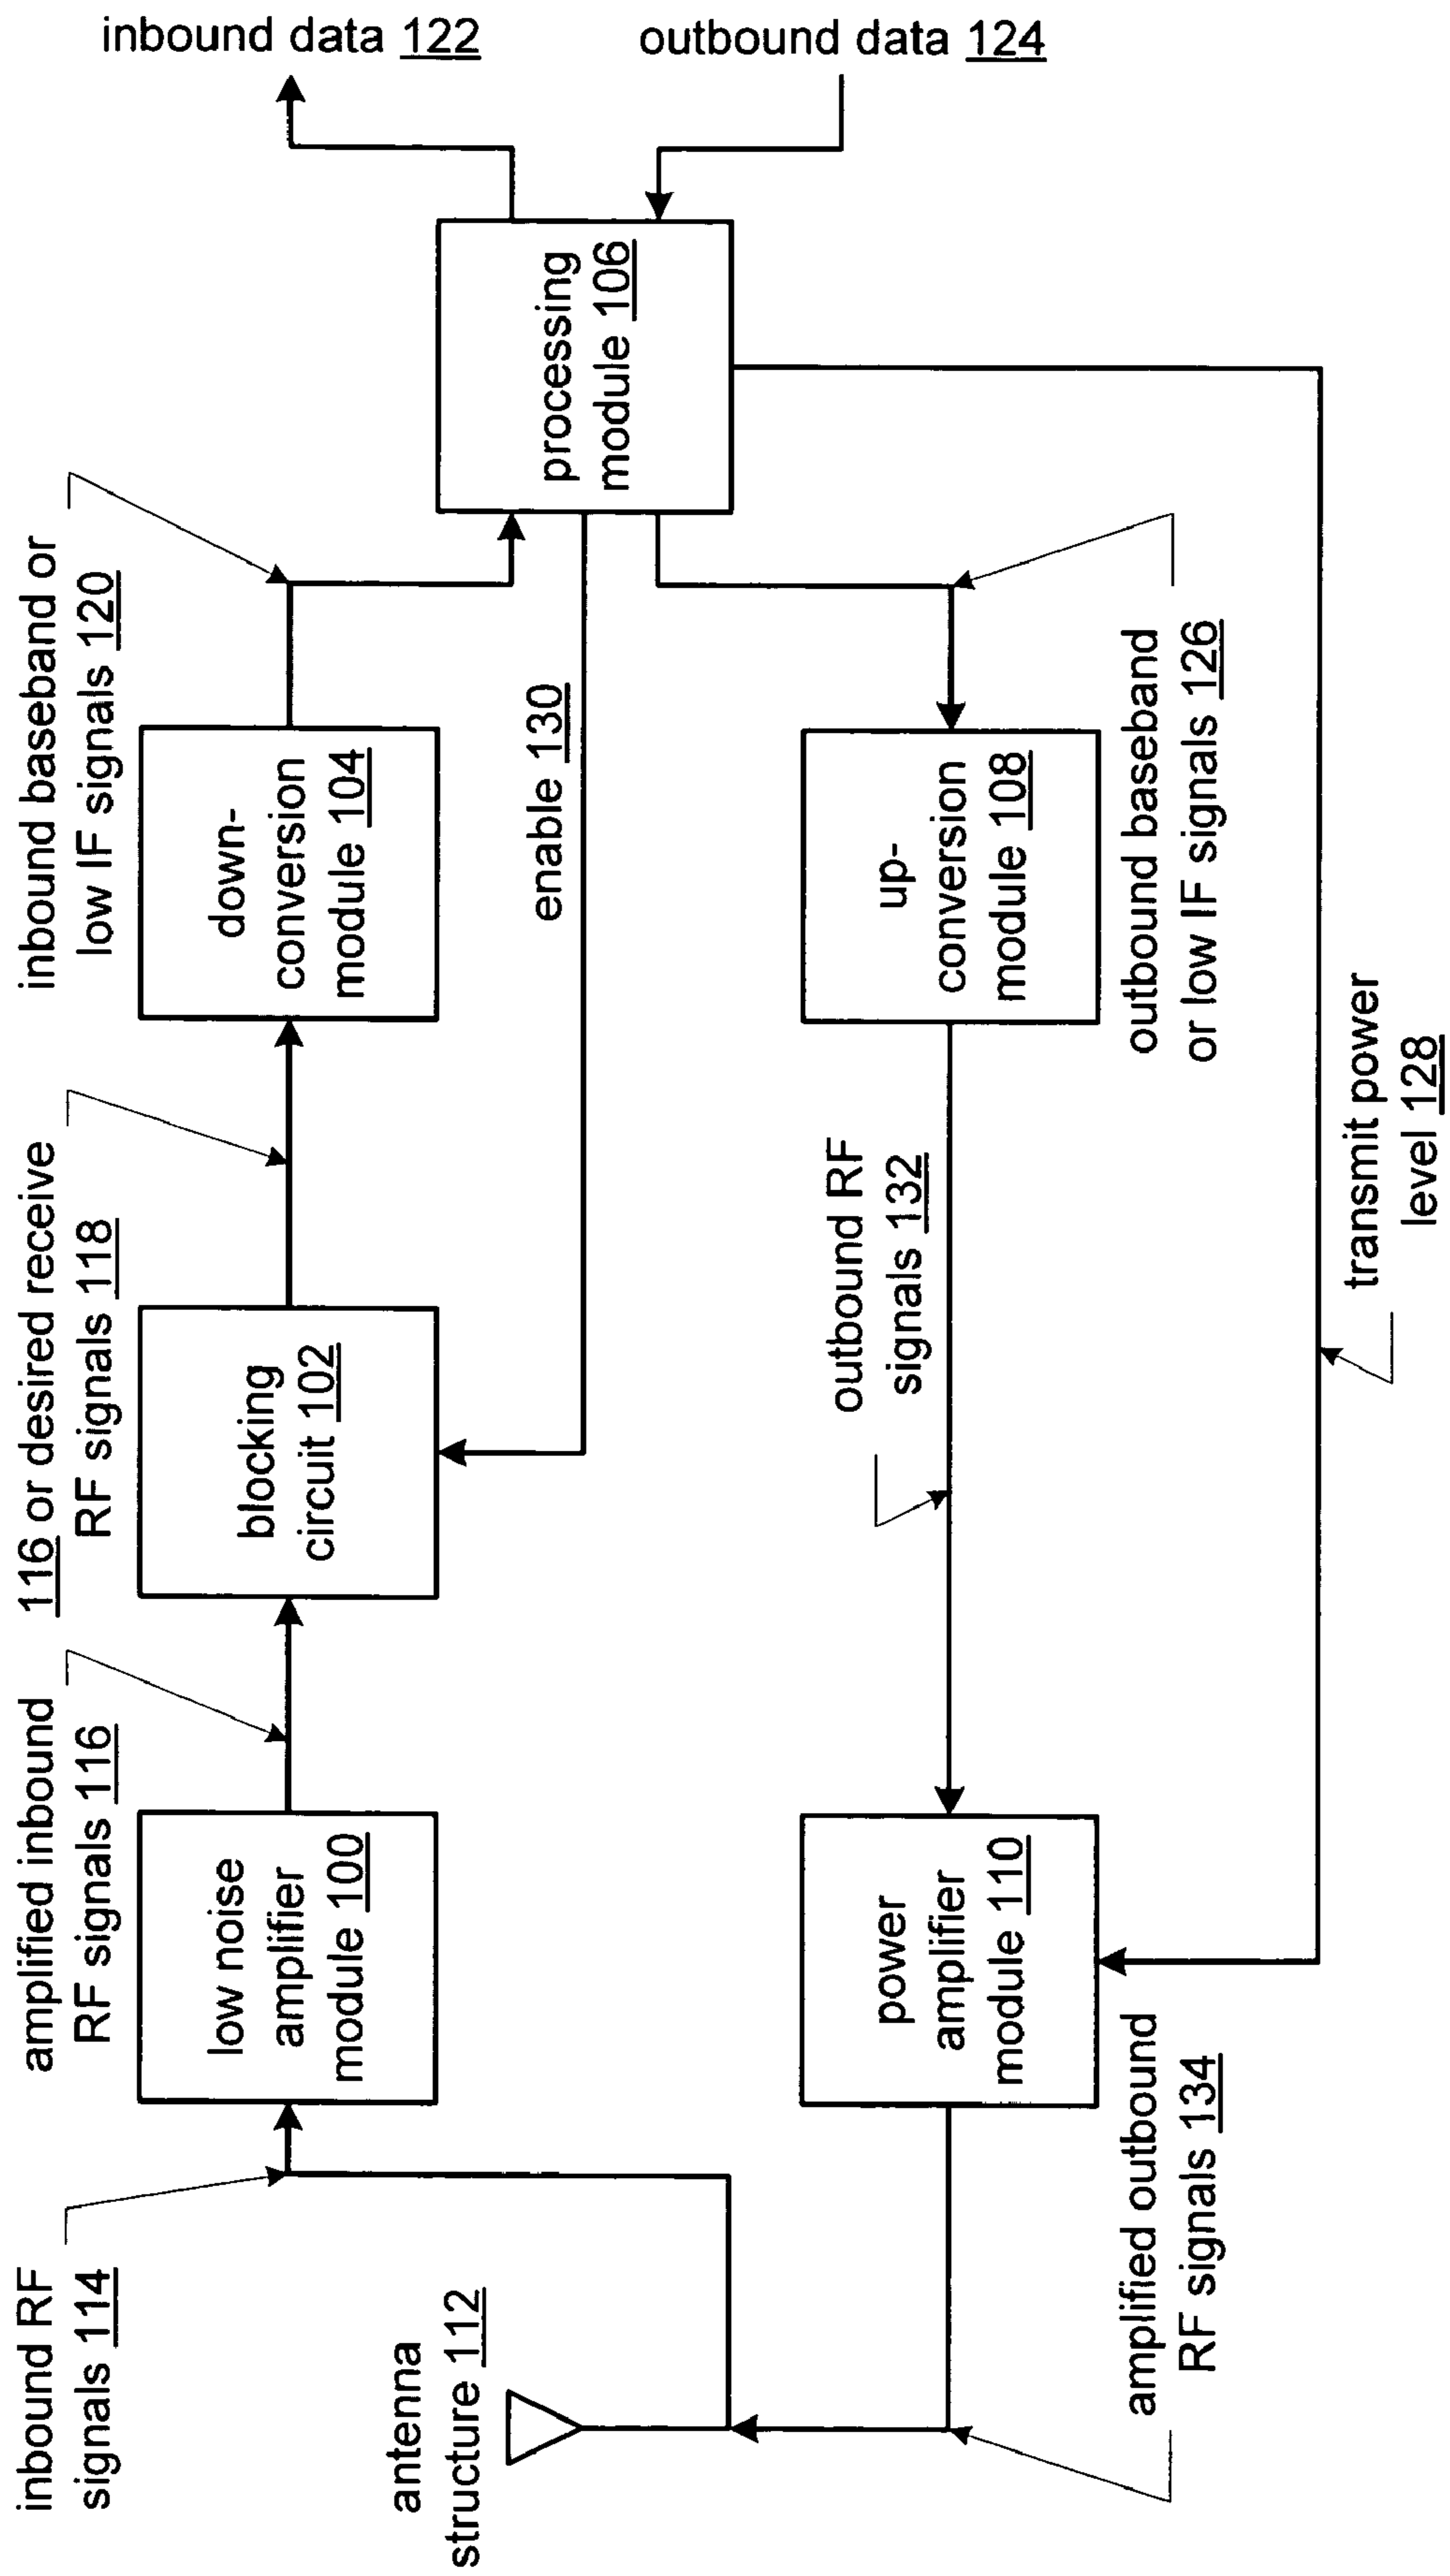 inbound RF
signals 114
amplified inbound
RF signals 116
116 or desired receive
RF signals 118
inbound baseband or
low IF signals 120
inbound data 122
low noise
amplifier
module 100
blocking
circuit 102
down-
conversion
module 104
enable 130
processing
module 106
outbound data 124
antenna
structure 112
outbound RF
signals 132
power
amplifier
module 110
up-
conversion
module 108
amplified outbound
RF signals 134
outbound baseband
or low IF signals 126
transmit power
level 128